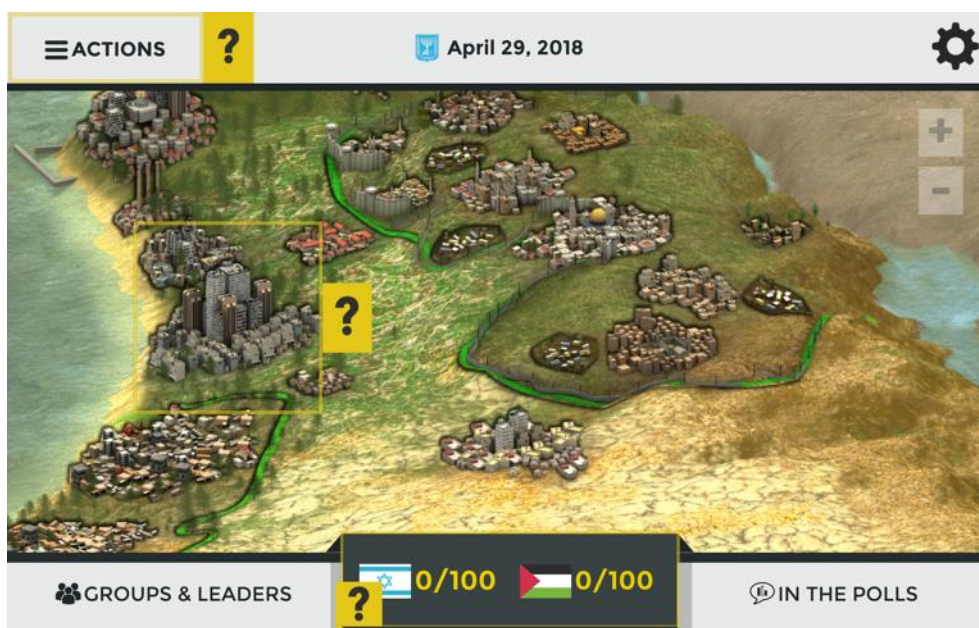 ACTIONS
?
April 29, 2018
+
-
?
GROUPS & LEADERS
?
0/100
0/100
IN THE POLLS